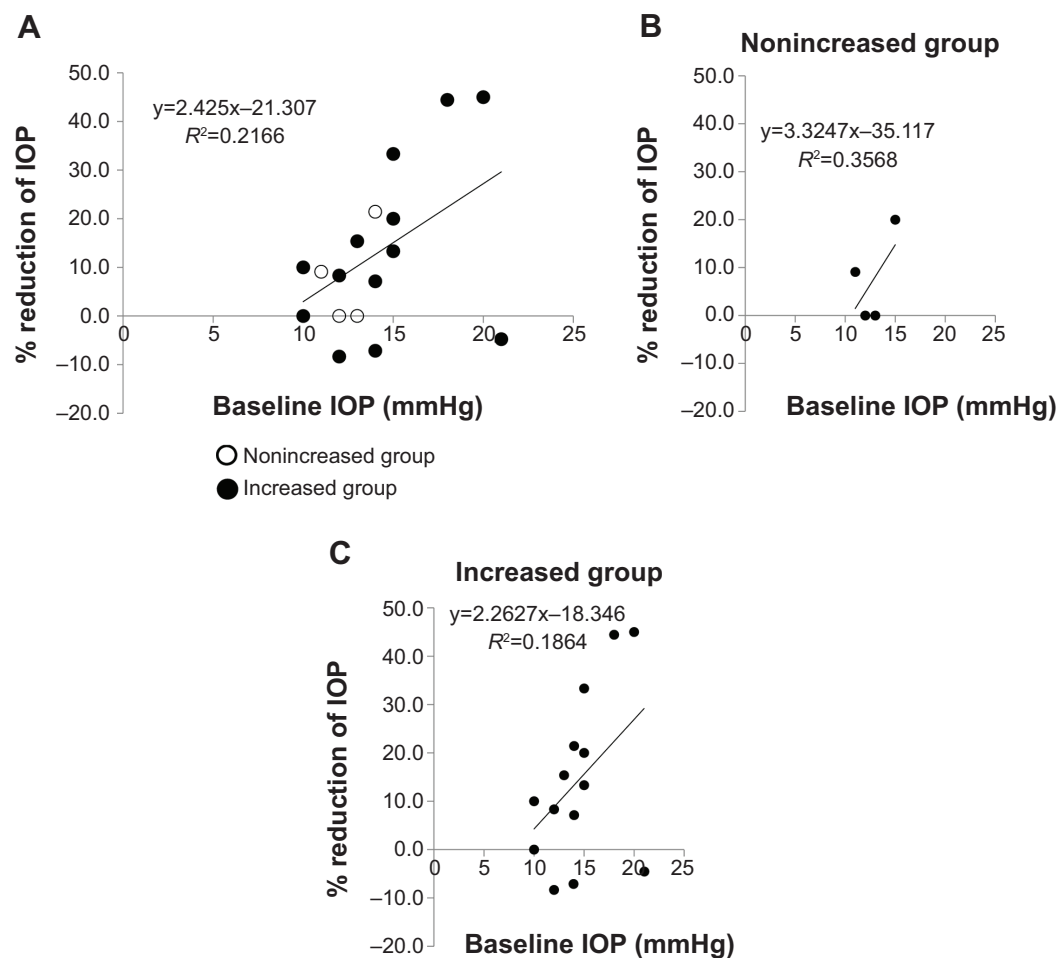 A
50.0
40.0
30.0
20.0
10.0
0.0
–10.0
–20.0
% reduction of IOP
y=2.425x–21.307
R²=0.2166
0 5 10 15 20 25
Baseline IOP (mmHg)
Nonincreased group
Increased group
B
Nonincreased group
50.0
40.0
30.0
20.0
10.0
0.0
–10.0
–20.0
% reduction of IOP
y=3.3247x–35.117
R²=0.3568
0 5 10 15 20 25
Baseline IOP (mmHg)
C
Increased group
50.0
40.0
30.0
20.0
10.0
0.0
–10.0
–20.0
% reduction of IOP
y=2.2627x–18.346
R²=0.1864
0 5 10 15 20 25
Baseline IOP (mmHg)